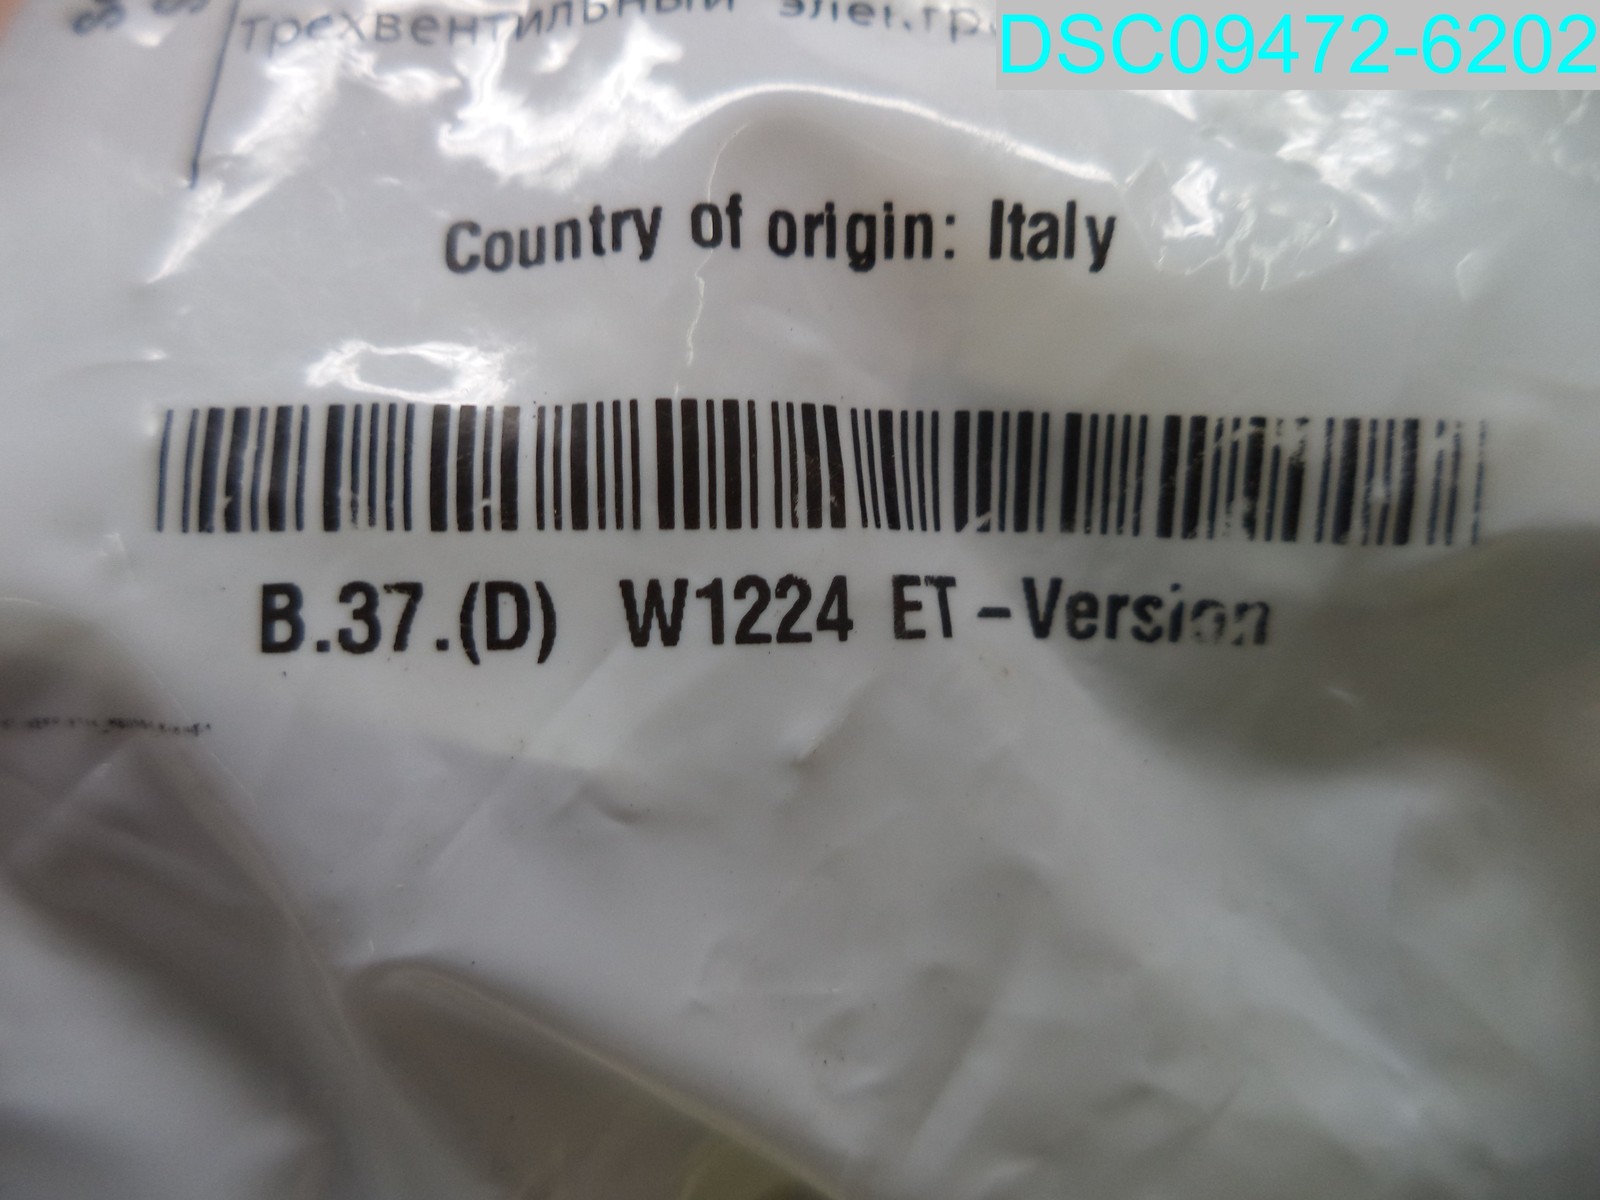 трехвентильный
DSC09472-6202
Country of origin: Italy
B.37.(D) W1224 ET -Version